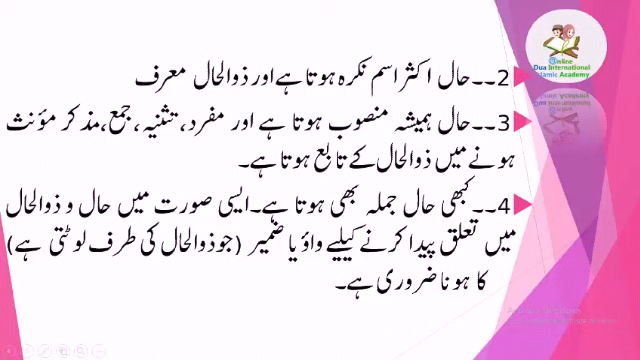 Online
Dua International
Islamic Academy
2۔۔حال اکثر اسم نکرہ ہوتا ہے اور ذوالحال معرف
3۔۔حال ہمیشہ منصوب ہوتا ہے اور مفرد، تثنیہ، جمع،مذکر مؤنث
ہونے میں ذوالحال کے تابع ہوتا ہے۔
4۔۔کبھی حال جملہ بھی ہوتا ہے۔ایسی صورت میں حال و ذوالحال
میں تعلق پیدا کرنے کیلیے واؤ یا ضمیر (جو ذوالحال کی طرف لوٹتی ہے)
کا ہونا ضروری ہے۔